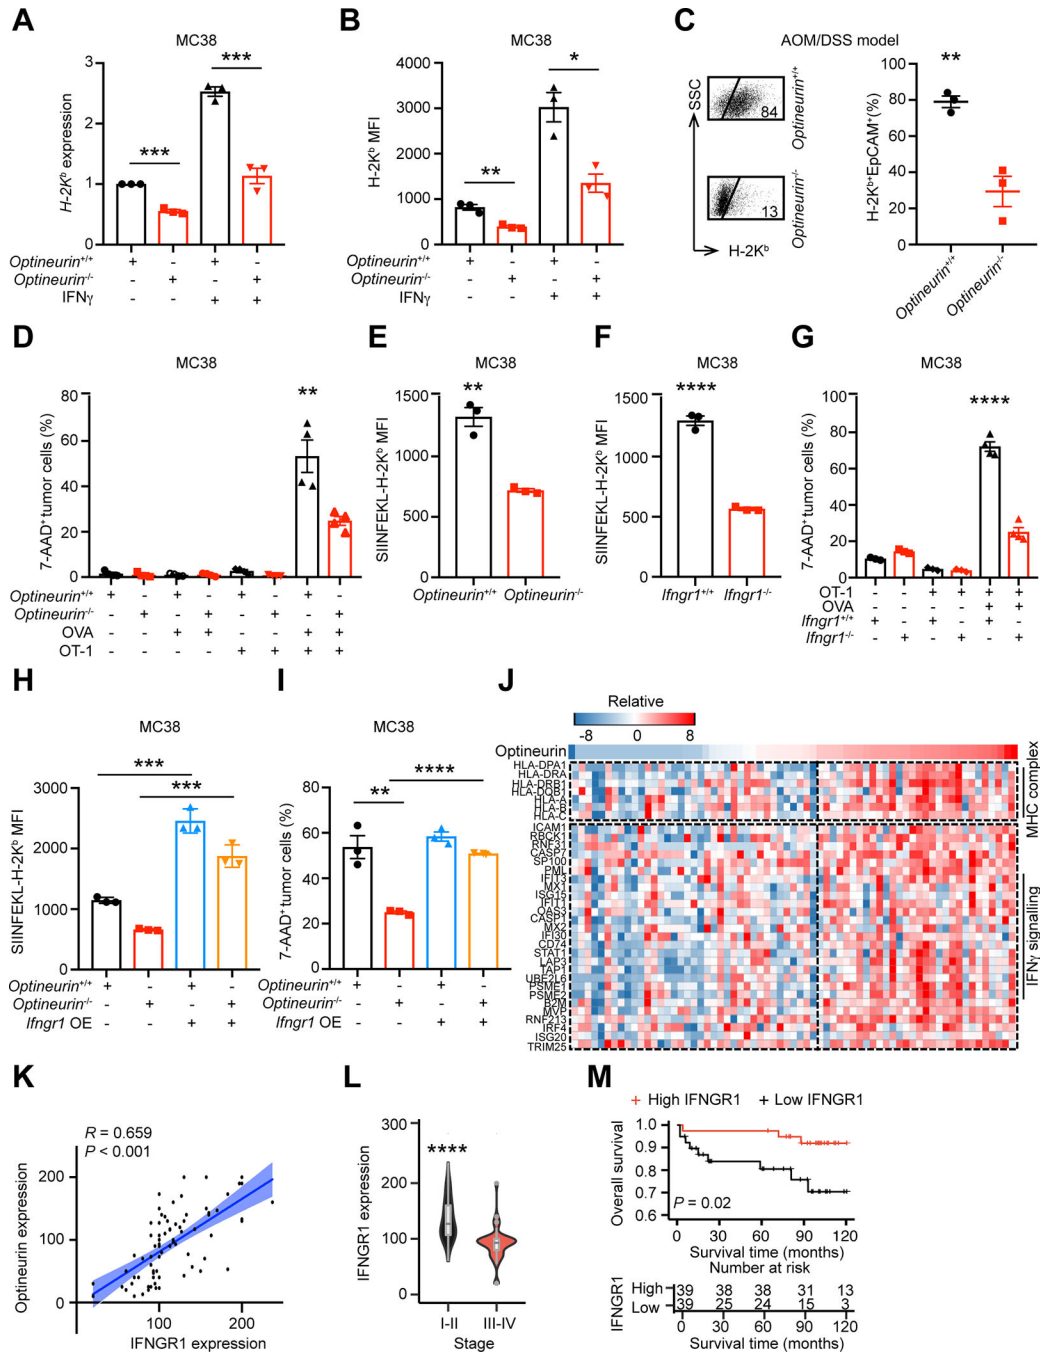 A
MC38
***
***
H-2Kᵇ expression
3
2
1
0
Optineurin+/+ + - + -
Optineurin-/- - + - +
IFNγ - - + +
B
MC38
*
**
H-2Kᵇ MFI
4000
3000
2000
1000
0
Optineurin+/+ + - + -
Optineurin-/- - + - +
IFNγ - - + +
C
AOM/DSS model
SSC
84
Optineurin+/+
13
Optineurin-/-
H-2Kᵇ
**
H-2Kᵇ⁺EpCAM⁺(%)
100
80
60
40
20
0
Optineurin+/+
Optineurin-/-
D
MC38
**
7-AAD⁺ tumor cells (%)
80
60
40
20
0
Optineurin+/+ + - + - + - + -
Optineurin-/- - + - + - + - +
OVA - - + + - - + +
OT-1 - - - - + + + +
E
MC38
**
SIINFEKL-H-2Kᵇ MFI
1500
1000
500
0
Optineurin+/+ Optineurin-/-
F
MC38
****
SIINFEKL-H-2Kᵇ MFI
1500
1000
500
0
Ifngr1+/+ Ifngr1-/-
G
MC38
****
7-AAD⁺ tumor cells (%)
100
80
60
40
20
0
OT-1 - - + + + +
OVA - - - - + +
Ifngr1+/+ + - + - + -
Ifngr1-/- - + - + - +
H
MC38
***
***
SIINFEKL-H-2Kᵇ MFI
3000
2000
1000
0
Optineurin+/+ + - + -
Optineurin-/- - + - +
Ifngr1 OE - - + +
I
MC38
****
**
7-AAD⁺ tumor cells (%)
80
60
40
20
0
Optineurin+/+ + - + -
Optineurin-/- - + - +
Ifngr1 OE - - + +
J
Relative
-8 0 8
Optineurin
HLA-DPA1
HLA-DRA
HLA-DRB1
HLA-DQB1
HLA-A
HLA-B
HLA-C
MHC complex
ICAM1
RBCK1
RNF31
CASP7
SP100
PML
IFIT3
MX1
ISG15
IFIT1
OAS3
CASP1
MX2
IFI30
CD74
STAT1
LAP3
TAP1
UBE2L6
PSME1
PSME2
B2M
MVP
RNF213
IRF4
ISG20
TRIM25
IFNγ signalling
K
R = 0.659
P < 0.001
Optineurin expression
200
100
0
100 200
IFNGR1 expression
L
****
IFNGR1 expression
300
200
100
0
I-II III-IV
Stage
M
High IFNGR1 Low IFNGR1
Overall survival
1.0
0.9
0.8
0.7
0.6
P = 0.02
0 30 60 90 120
Survival time (months)
Number at risk
IFNGR1
High 39 38 38 31 13
Low 39 25 24 15 3
0 30 60 90 120
Survival time (months)